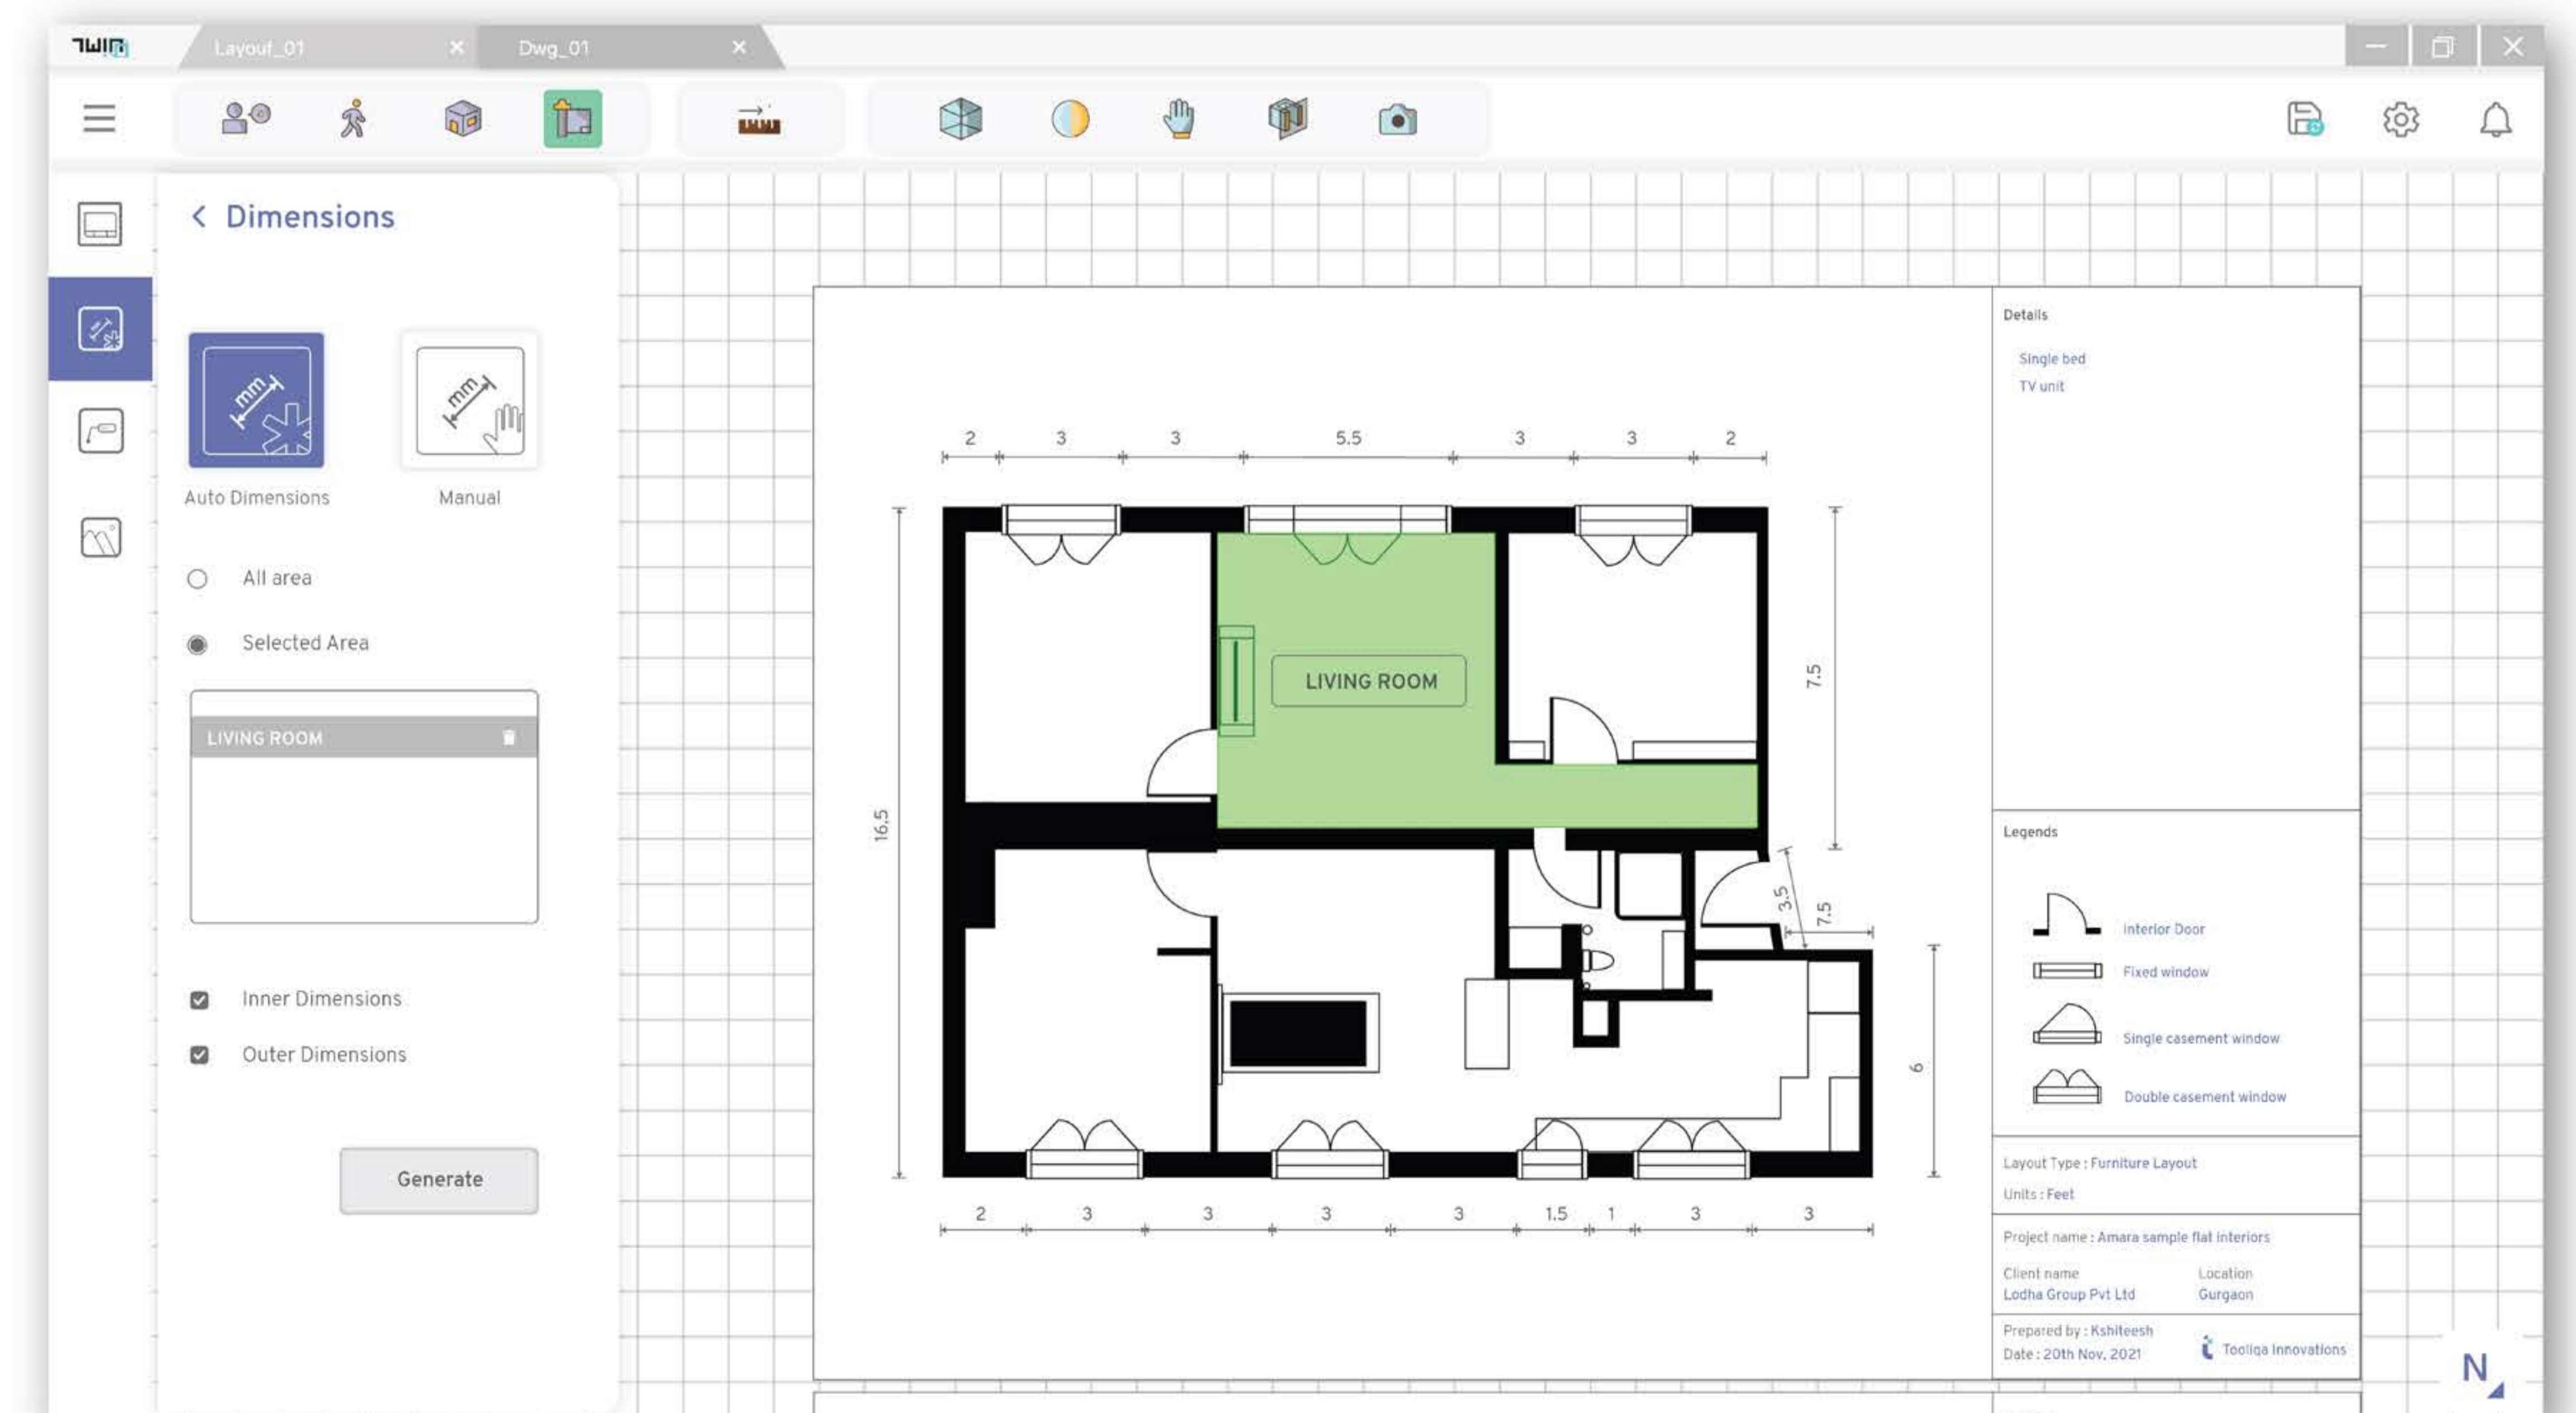 TWIN
Layout_01
Dwg_01
Dimensions
mm
mm
Auto Dimensions
Manual
All area
Selected Area
LIVING ROOM
Inner Dimensions
Outer Dimensions
Generate
2 3 3 5.5 3 3 2
LIVING ROOM
7.5
16.5
3.5
7.5
6
2 3 3 3 3 1.5 1 3 3
Details
Single bed
TV unit
Legends
Interior Door
Fixed window
Single casement window
Double casement window
Layout Type : Furniture Layout
Units : Feet
Project name : Amara sample flat interiors
Client name Location
Lodha Group Pvt Ltd Gurgaon
Prepared by : Kshiteesh
Date : 20th Nov, 2021
Tooliqa Innovations
N